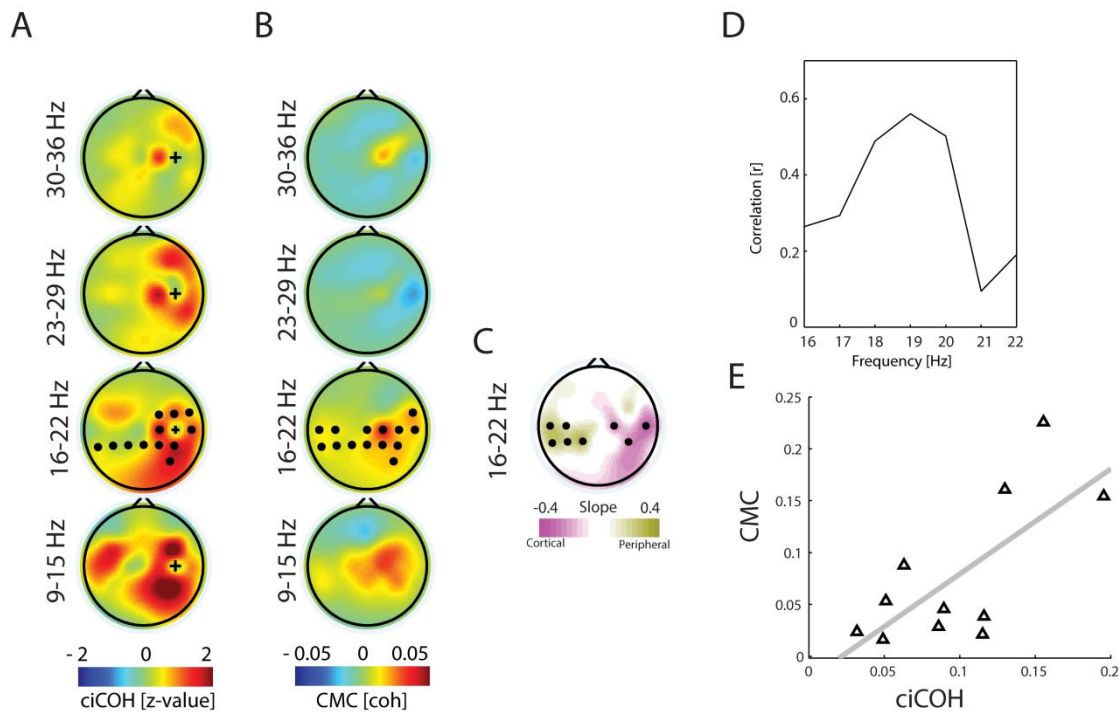 A
B
D
30-36 Hz
30-36 Hz
23-29 Hz
23-29 Hz
16-22 Hz
16-22 Hz
9-15 Hz
9-15 Hz
- 2 0 2
ciCOH [z-value]
- 0.05 0 0.05
CMC [coh]
C
16-22 Hz
-0.4 Slope 0.4
Cortical Peripheral
Correlation [r]
0.6
0.4
0.2
0
16 17 18 19 20 21 22
Frequency [Hz]
E
CMC
0.25
0.2
0.15
0.1
0.05
0
0 0.05 0.1 0.15 0.2
ciCOH